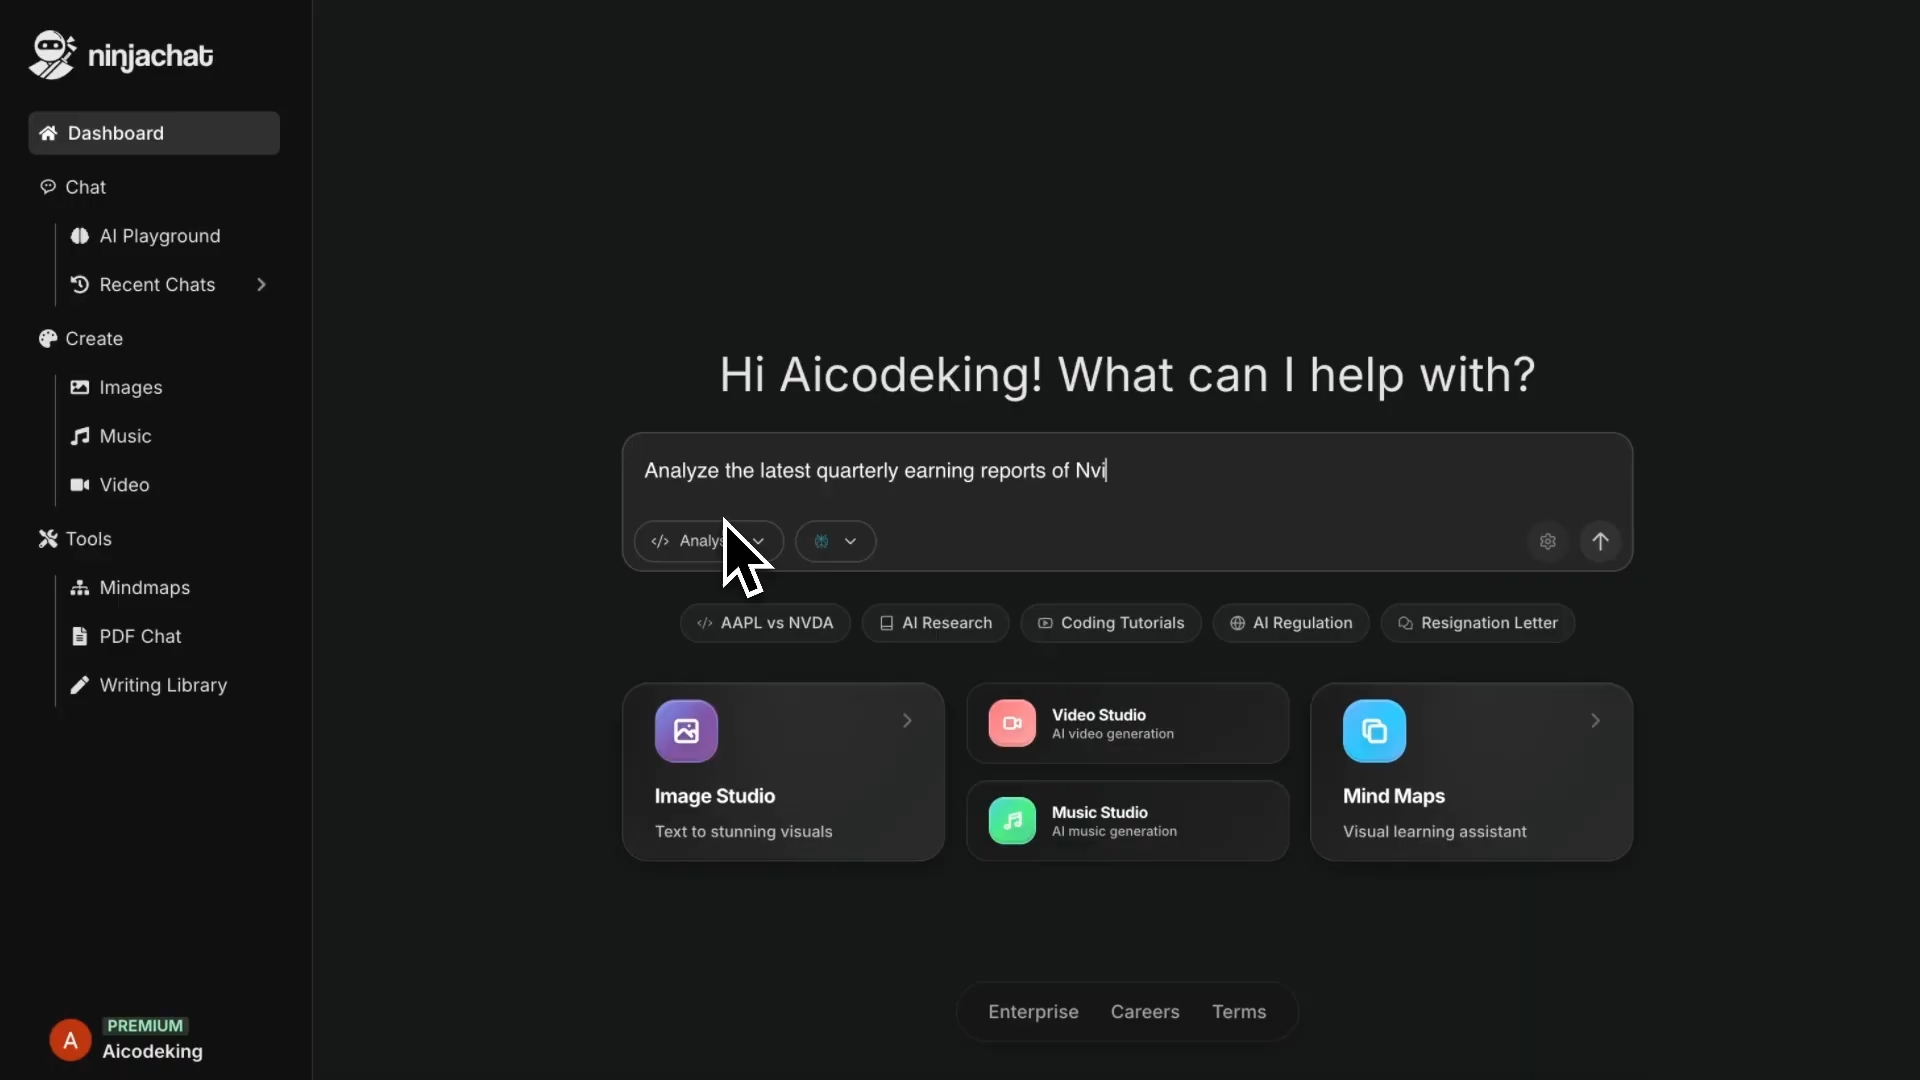 ninjachat
Dashboard
Chat
AI Playground
Recent Chats
Create
Images
Music
Video
Tools
Mindmaps
PDF Chat
Writing Library
PREMIUM
A
Aicodeking
Hi Aicodeking! What can I help with?
Analyze the latest quarterly earning reports of Nvi
AAPL vs NVDA
AI Research
Coding Tutorials
AI Regulation
Resignation Letter
Image Studio
Text to stunning visuals
Video Studio
AI video generation
Music Studio
AI music generation
Mind Maps
Visual learning assistant
Enterprise
Careers
Terms